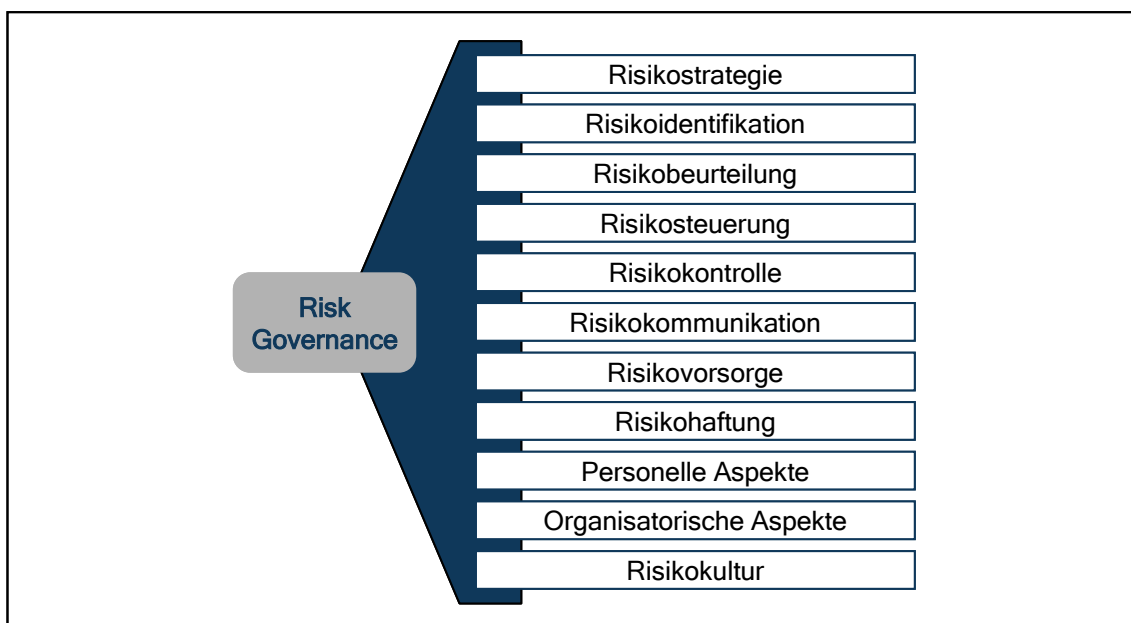 Risikostrategie
Risikoidentifikation
Risikobeurteilung
Risikosteuerung
Risikokontrolle
Risk
Governance
Risikokommunikation
Risikovorsorge
Risikohaftung
Personelle Aspekte
Organisatorische Aspekte
Risikokultur